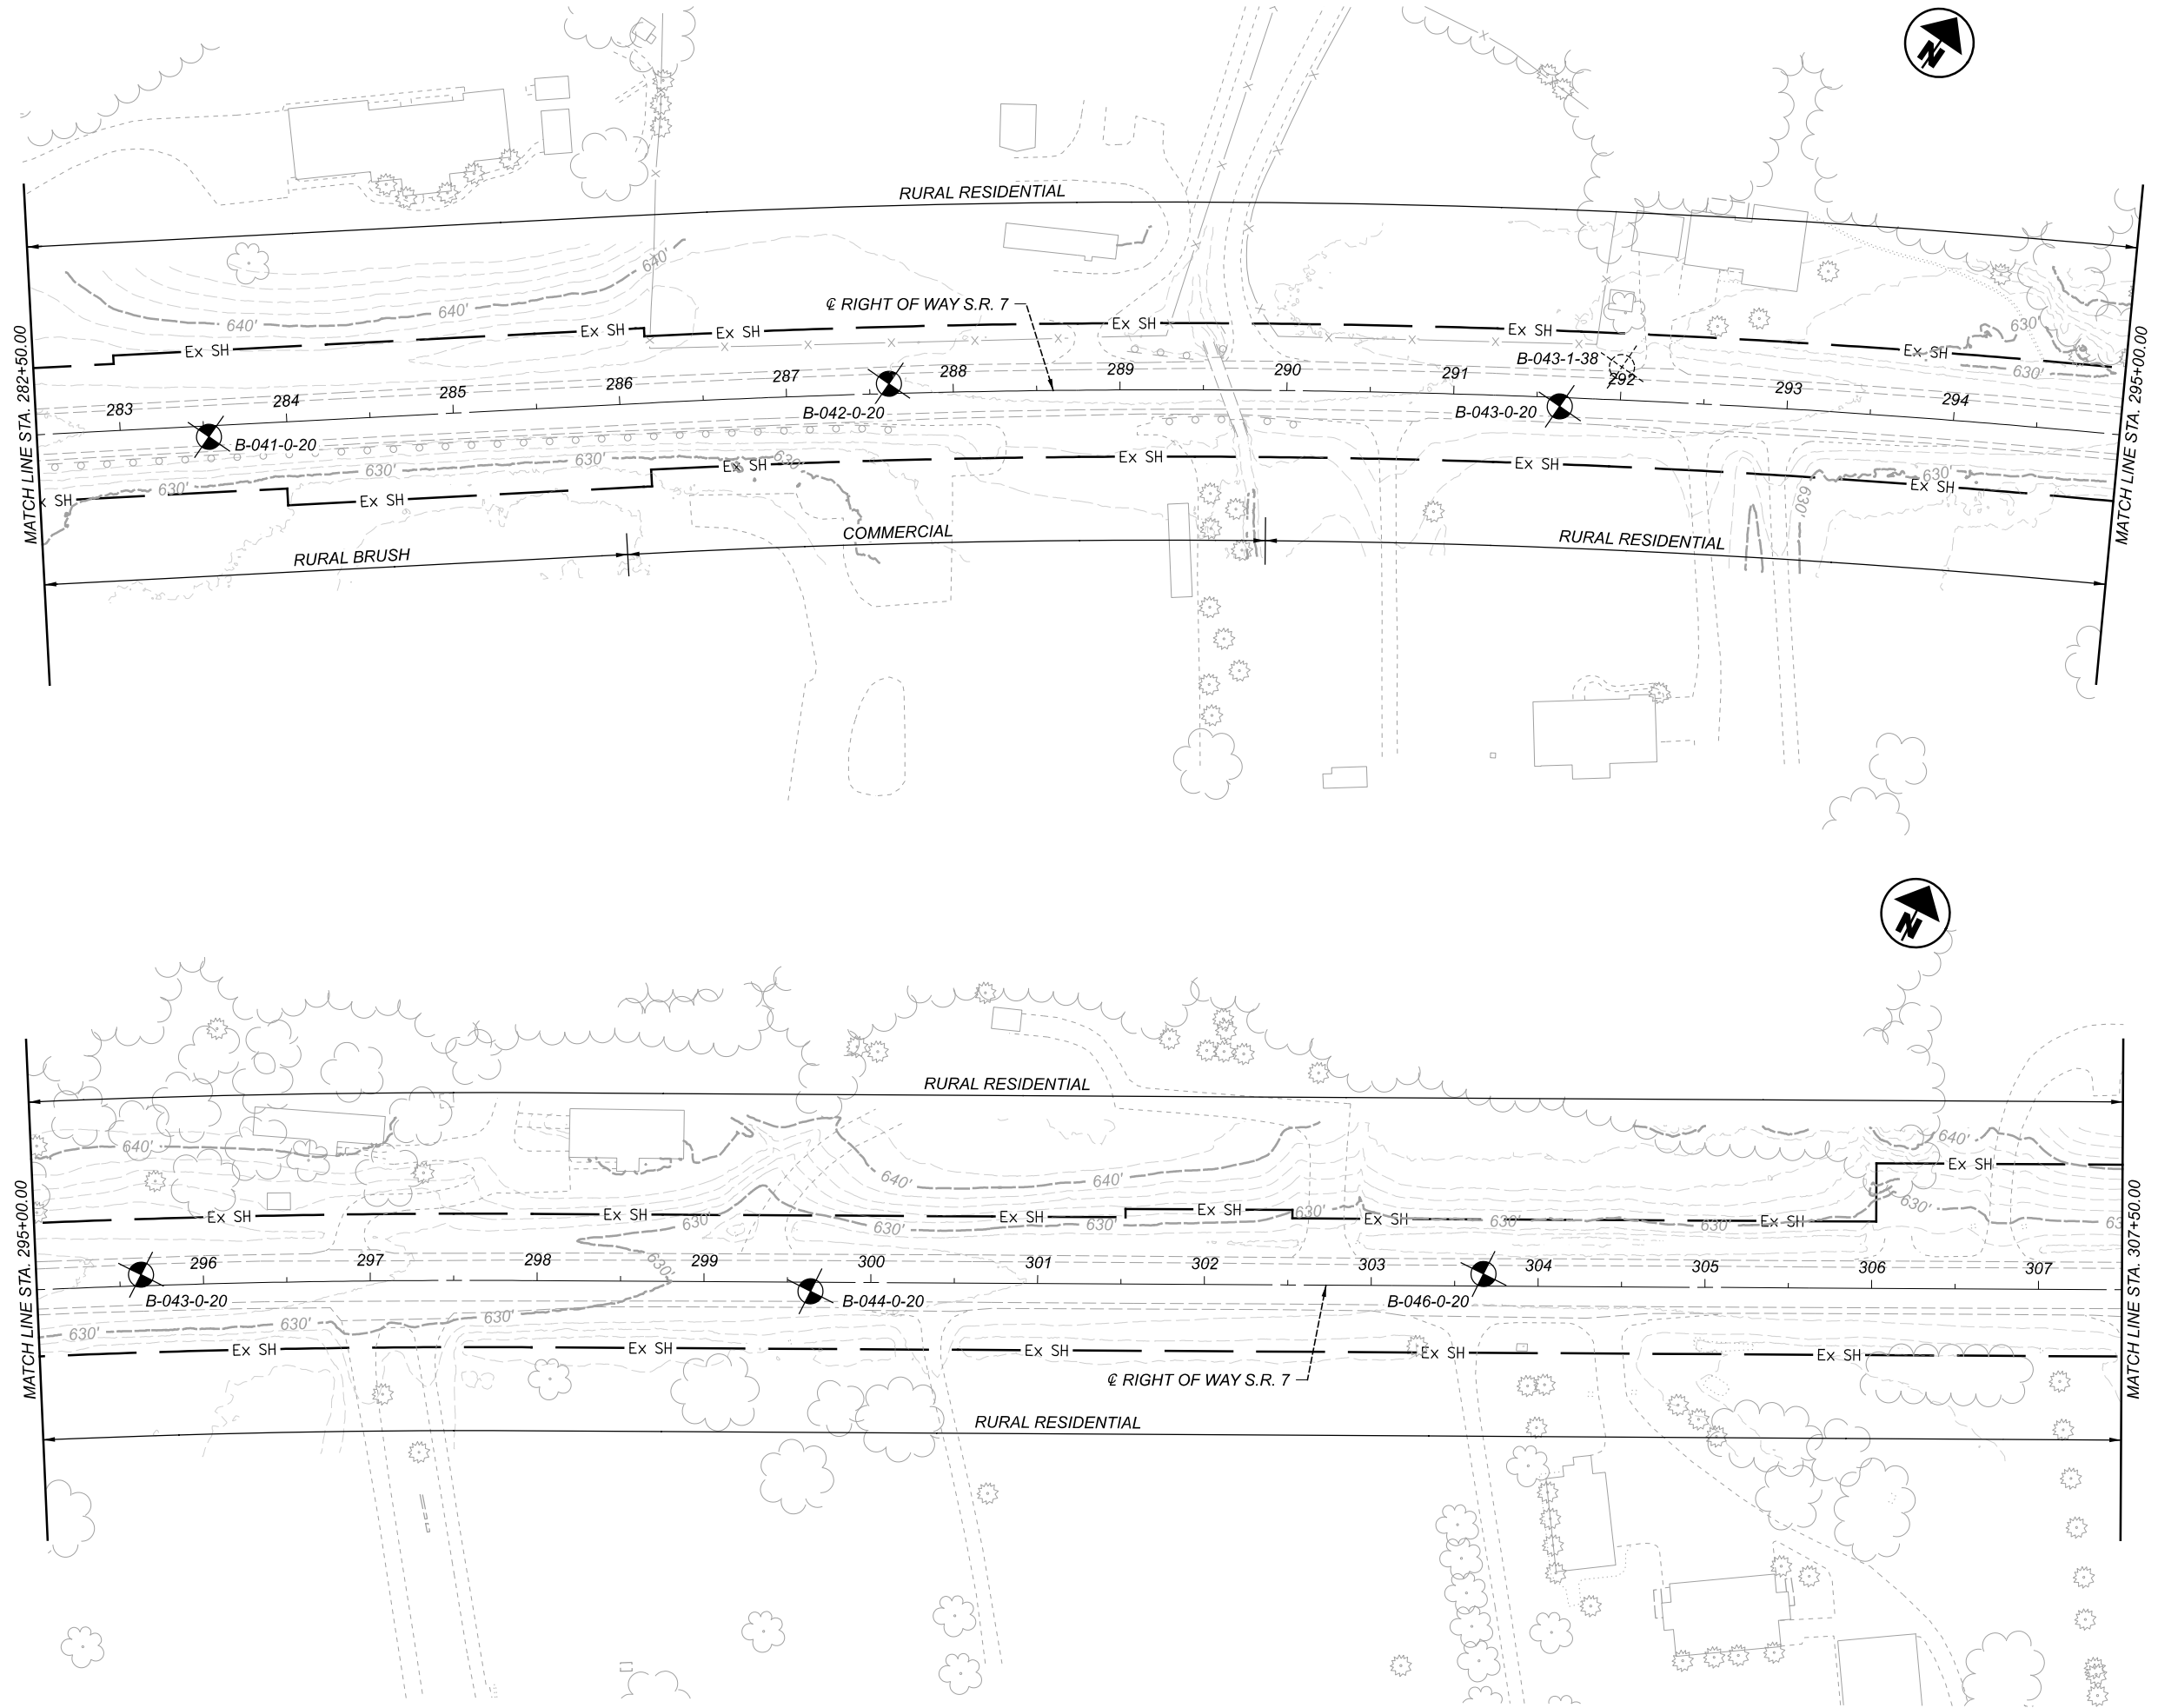 N
RURAL RESIDENTIAL
640'
640'
640'
℄ RIGHT OF WAY S.R. 7
Ex SH
Ex SH
Ex SH
Ex SH
Ex SH
Ex SH
630'
630'
B-043-1-38
MATCH LINE STA. 282+50.00
283
284
285
286
287
288
289
290
291
292
293
294
MATCH LINE STA. 295+00.00
B-041-0-20
B-042-0-20
B-043-0-20
630'
630'
630'
630'
630'
630'
x SH
Ex SH
Ex SH
Ex SH
Ex SH
Ex SH
RURAL BRUSH
COMMERCIAL
RURAL RESIDENTIAL
N
RURAL RESIDENTIAL
640'
640'
640'
640'
Ex SH
Ex SH
Ex SH
Ex SH
Ex SH
Ex SH
Ex SH
630'
630'
630'
630'
630'
630'
630'
63
630'
MATCH LINE STA. 295+00.00
296
297
298
299
300
301
302
303
304
305
306
307
MATCH LINE STA. 307+50.00
B-043-0-20
B-044-0-20
B-046-0-20
630'
630'
630'
630'
Ex SH
Ex SH
Ex SH
Ex SH
Ex SH
℄ RIGHT OF WAY S.R. 7
RURAL RESIDENTIAL